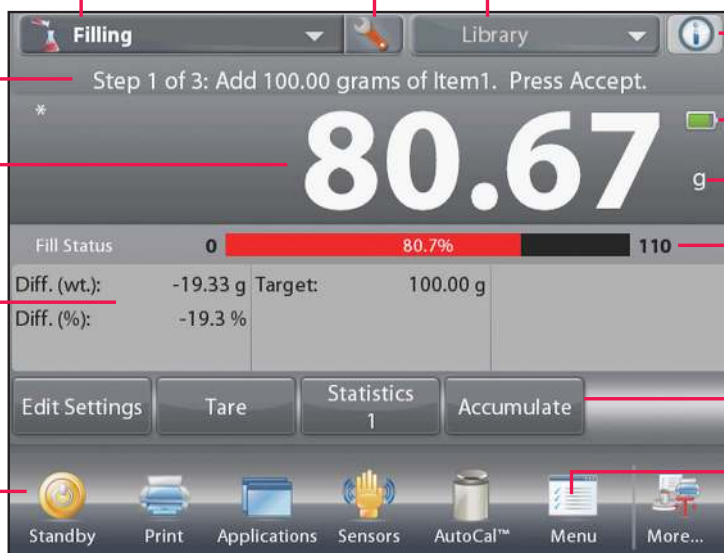 Filling
Library
Step 1 of 3: Add 100.00 grams of Item1. Press Accept.
*
80.67
g
Fill Status 0 80.7% 110
Diff. (wt.): -19.33 g Target: 100.00 g
Diff. (%): -19.3 %
Edit Settings Tare Statistics 1 Accumulate
Standby Print Applications Sensors AutoCal™ Menu More...